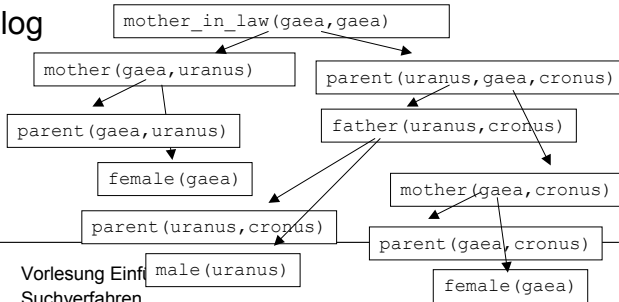 log
mother_in_law(gaea,gaea)
mother(gaea,uranus)
parent(uranus,gaea,cronus)
parent(gaea,uranus)
father(uranus,cronus)
female(gaea)
mother(gaea,cronus)
parent(uranus,cronus)
parent(gaea,cronus)
Vorlesung Einfü
male(uranus)
female(gaea)
Suchverfahren